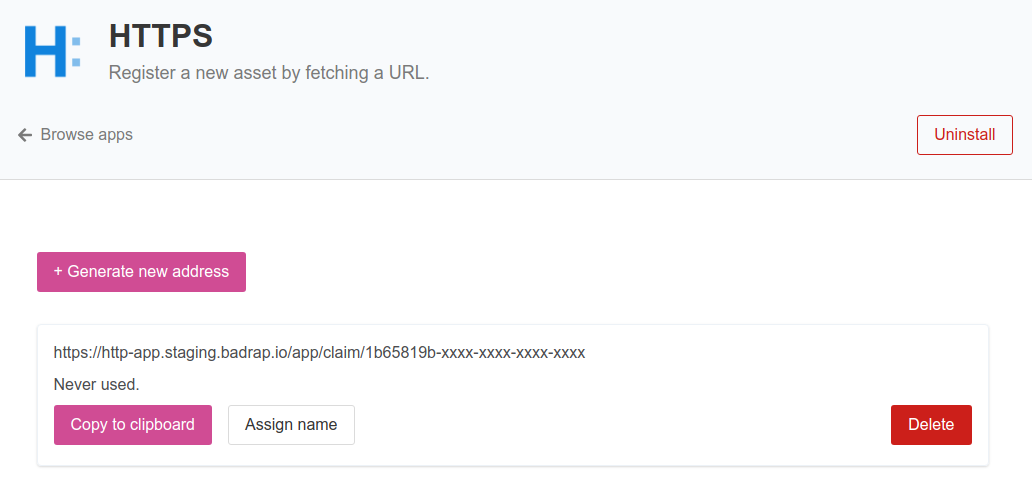 H:
HTTPS
Register a new asset by fetching a URL.
← Browse apps
Uninstall
+ Generate new address
https://http-app.staging.badrap.io/app/claim/1b65819b-xxxx-xxxx-xxxx-xxxx
Never used.
Copy to clipboard
Assign name
Delete